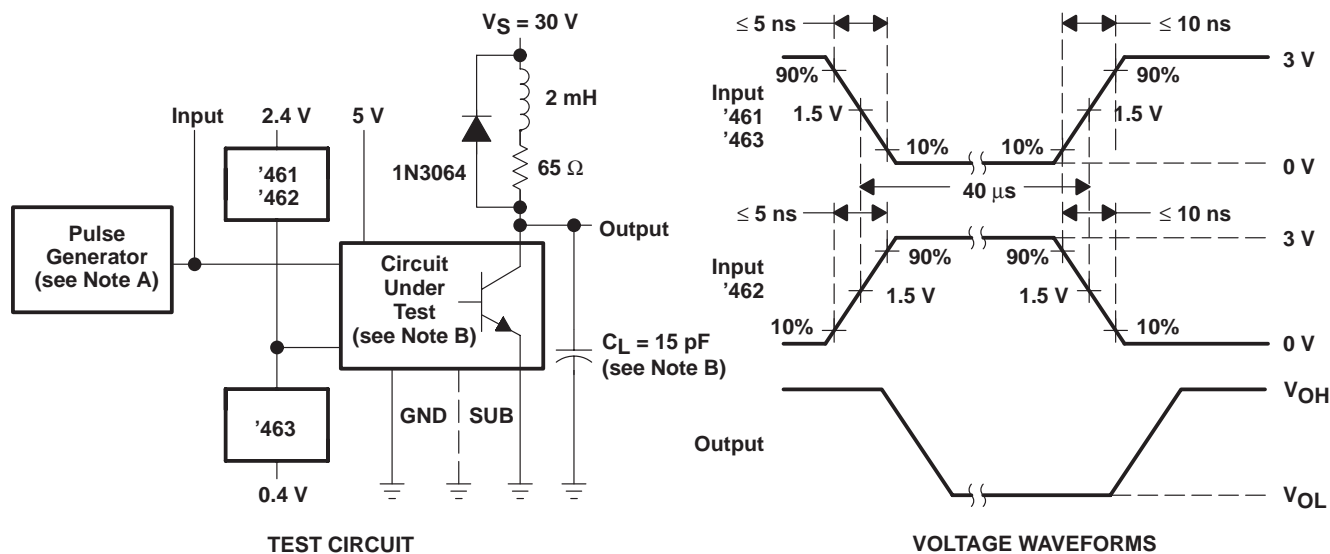 VS = 30 V
2 mH
65 Ω
1N3064
Input
2.4 V
5 V
'461
'462
Pulse
Generator
(see Note A)
Circuit
Under
Test
(see Note B)
Output
CL = 15 pF
(see Note B)
'463
0.4 V
GND
SUB
TEST CIRCUIT
≤ 5 ns
≤ 10 ns
3 V
90%
90%
Input
'461
'463
1.5 V
1.5 V
10%
10%
0 V
40 μs
≤ 5 ns
≤ 10 ns
3 V
90%
90%
Input
'462
1.5 V
1.5 V
10%
10%
0 V
VOH
Output
VOL
VOLTAGE WAVEFORMS